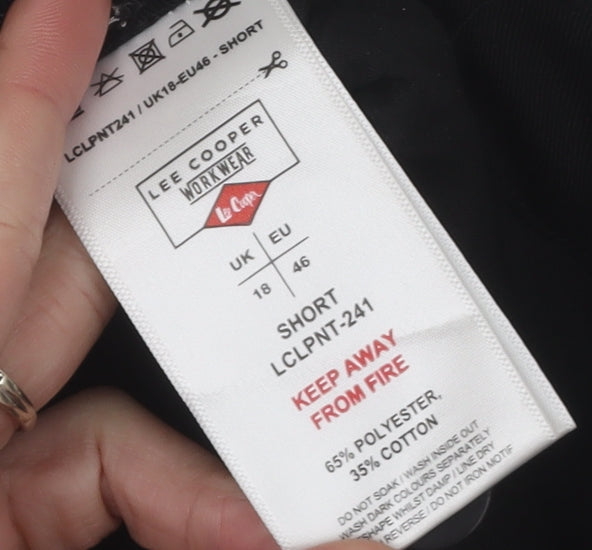 LCLPNT241 / UK18-EU46 - SHORT
LEE COOPER
WORKWEAR
Lee Cooper
UK EU
18 46
SHORT
LCLPNT-241
KEEP AWAY
FROM FIRE
65% POLYESTER,
35% COTTON
DO NOT SOAK / WASH INSIDE OUT
WASH DARK COLOURS SEPARATELY
SHAPE WHILST DAMP / LINE DRY
REVERSE / DO NOT IRON MOTIF